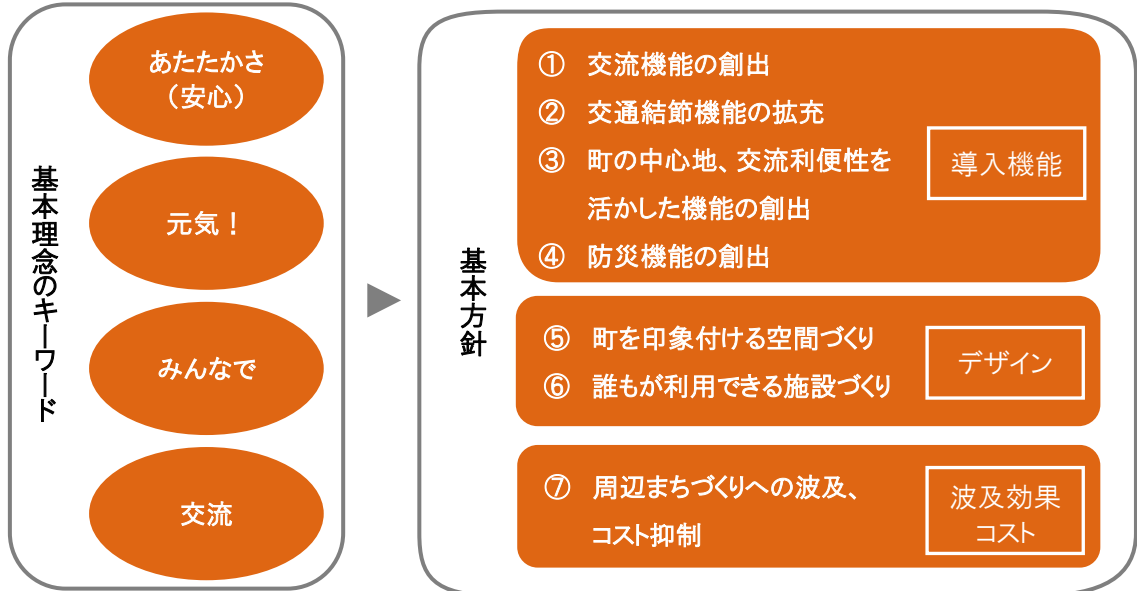 基本理念のキーワード
あたたかさ
（安心）
元気！
みんなで
交流
基本方針
① 交流機能の創出
② 交通結節機能の拡充
③ 町の中心地、交流利便性を
活かした機能の創出
④ 防災機能の創出
導入機能
⑤ 町を印象付ける空間づくり
⑥ 誰もが利用できる施設づくり
デザイン
⑦ 周辺まちづくりへの波及、
コスト抑制
波及効果
コスト